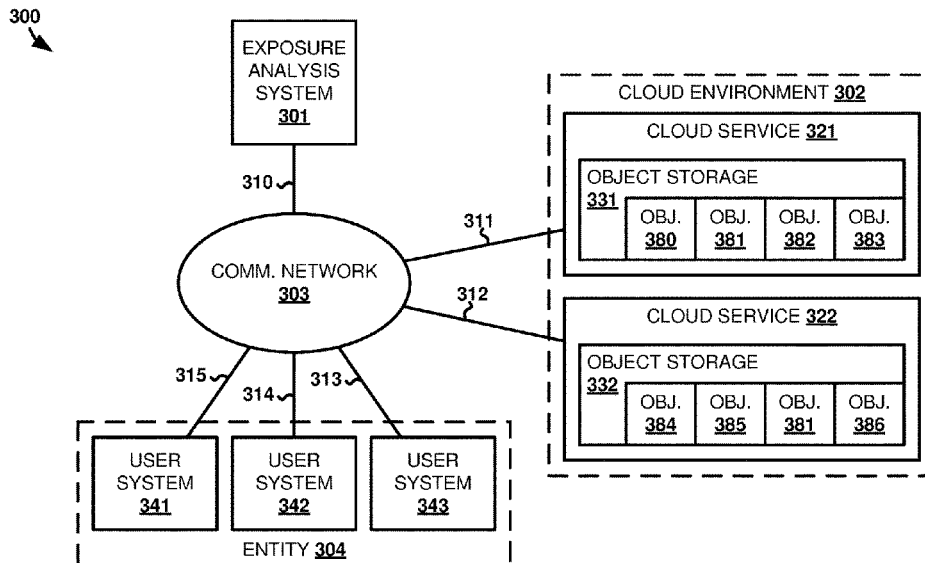 300
EXPOSURE
ANALYSIS
SYSTEM
301
310
COMM. NETWORK
303
311
312
315
314
313
USER
SYSTEM
341
USER
SYSTEM
342
USER
SYSTEM
343
ENTITY 304
CLOUD ENVIRONMENT 302
CLOUD SERVICE 321
OBJECT STORAGE
331
OBJ.
380
OBJ.
381
OBJ.
382
OBJ.
383
CLOUD SERVICE 322
OBJECT STORAGE
332
OBJ.
384
OBJ.
385
OBJ.
381
OBJ.
386